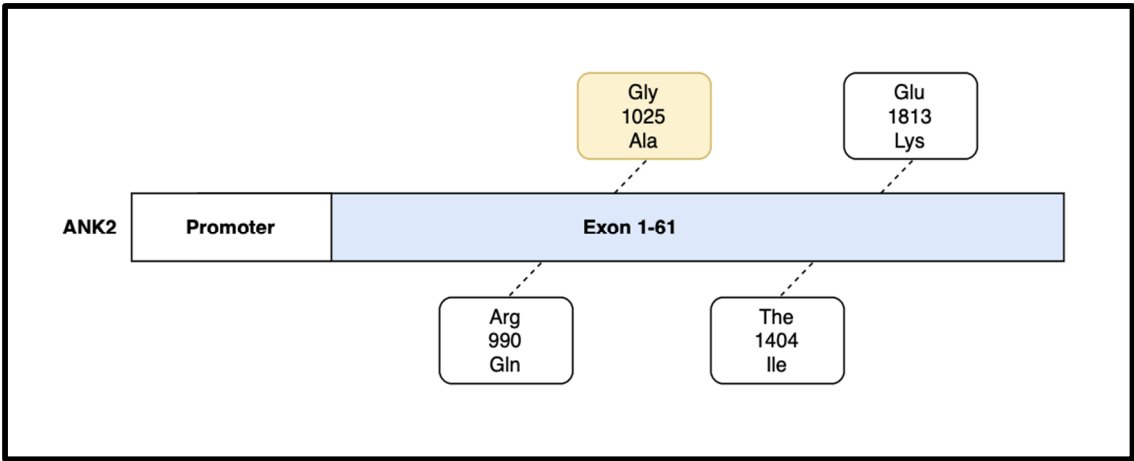 Gly
1025
Ala
Glu
1813
Lys
ANK2
Promoter
Exon 1-61
Arg
990
Gln
The
1404
Ile